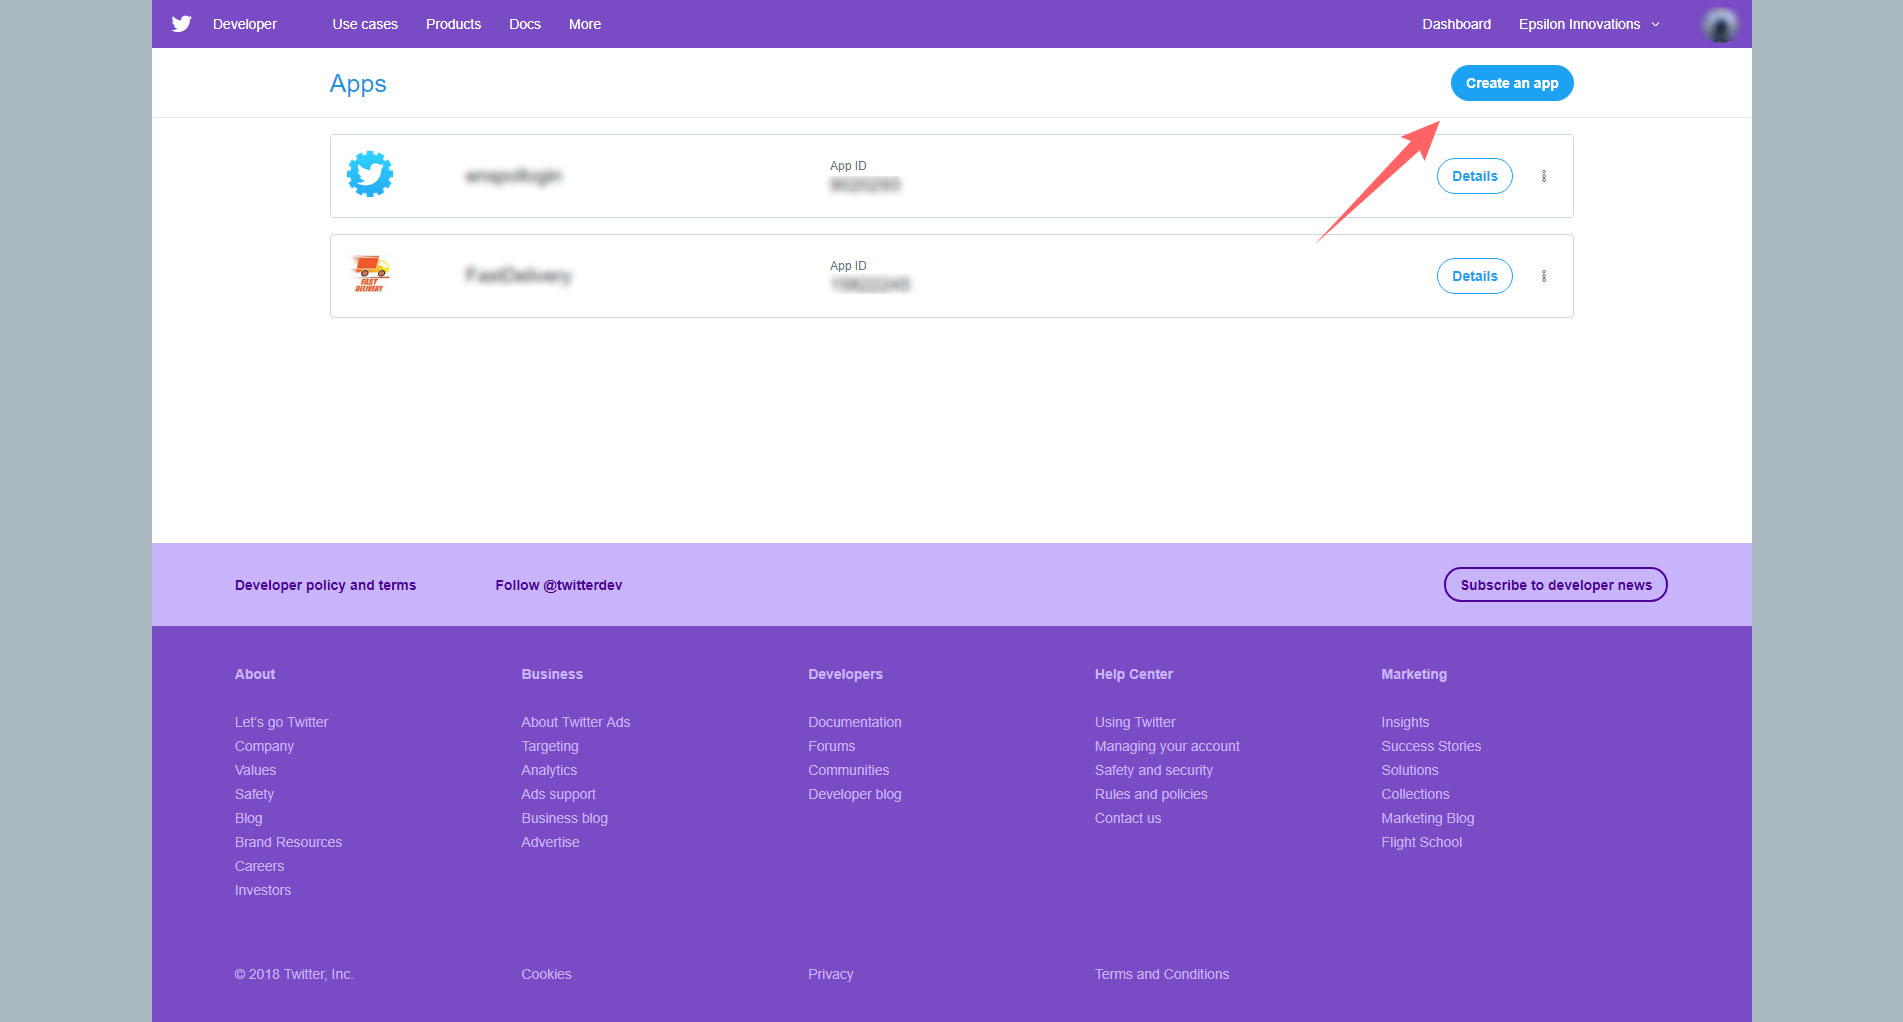 Developer Use cases Products Docs More Dashboard Epsilon Innovations
Apps Create an app
App ID
Details
App ID
FAST
DELIVERY
Details
Developer policy and terms Follow @twitterdev Subscribe to developer news
About Business Developers Help Center Marketing
Let's go Twitter About Twitter Ads Documentation Using Twitter Insights
Company Targeting Forums Managing your account Success Stories
Values Analytics Communities Safety and security Solutions
Safety Ads support Developer blog Rules and policies Collections
Blog Business blog Contact us Marketing Blog
Brand Resources Advertise Flight School
Careers
Investors
© 2018 Twitter, Inc. Cookies Privacy Terms and Conditions